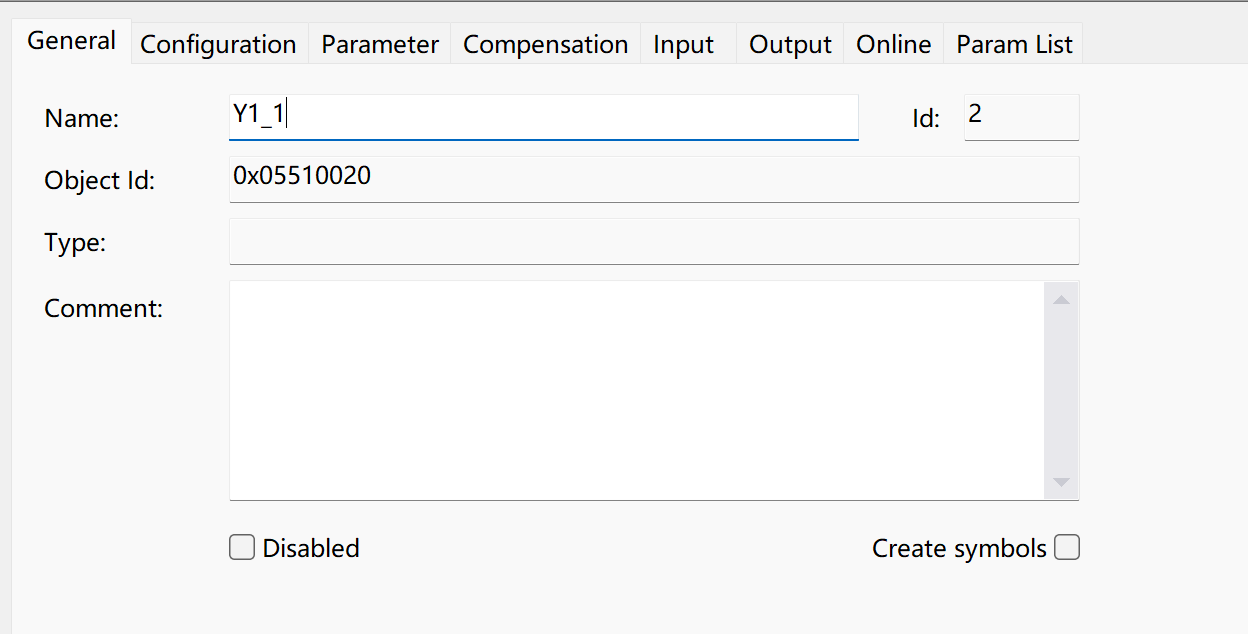 General Configuration Parameter Compensation Input Output Online Param List
Name: Y1_1 Id: 2
Object Id: 0x05510020
Type:
Comment:
Disabled Create symbols